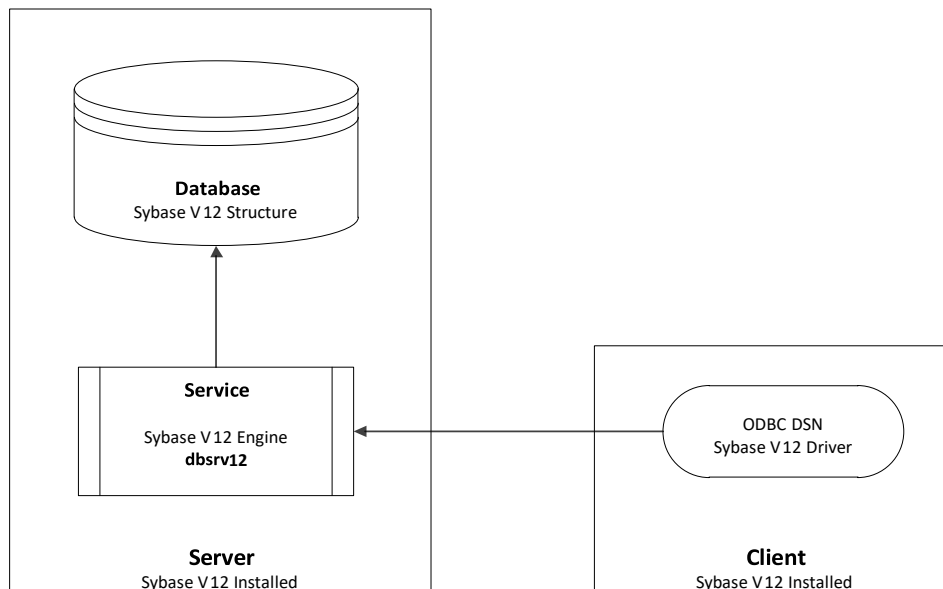 Database
Sybase V12 Structure
Service
Sybase V12 Engine
dbsrv12
Server
Sybase V12 Installed
ODBC DSN
Sybase V12 Driver
Client
Sybase V12 Installed